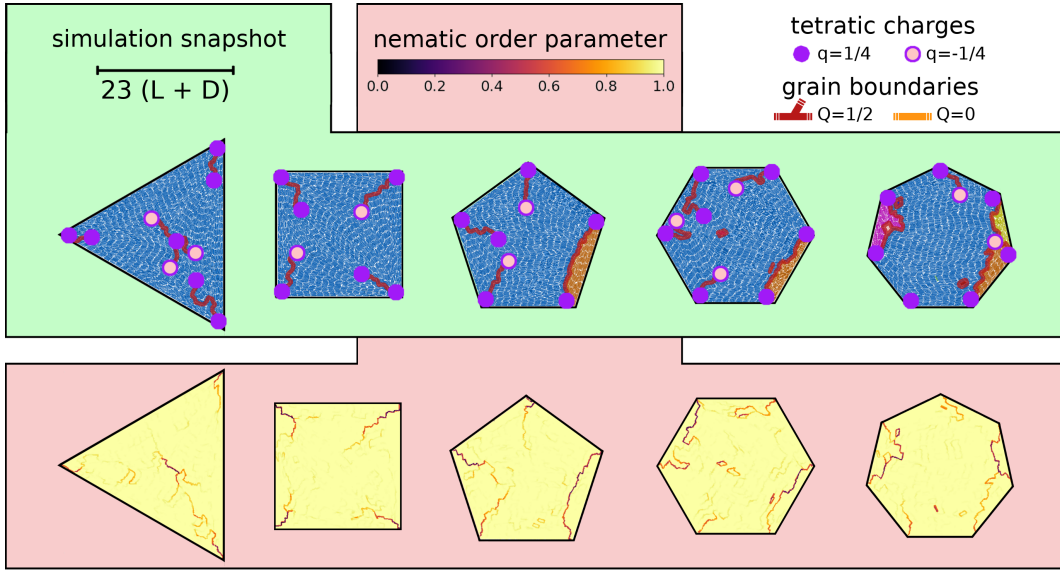 simulation snapshot
23 (L + D)
nematic order parameter
0.0 0.2 0.4 0.6 0.8 1.0
tetratic charges
q=1/4 q=-1/4
grain boundaries
Q=1/2 Q=0